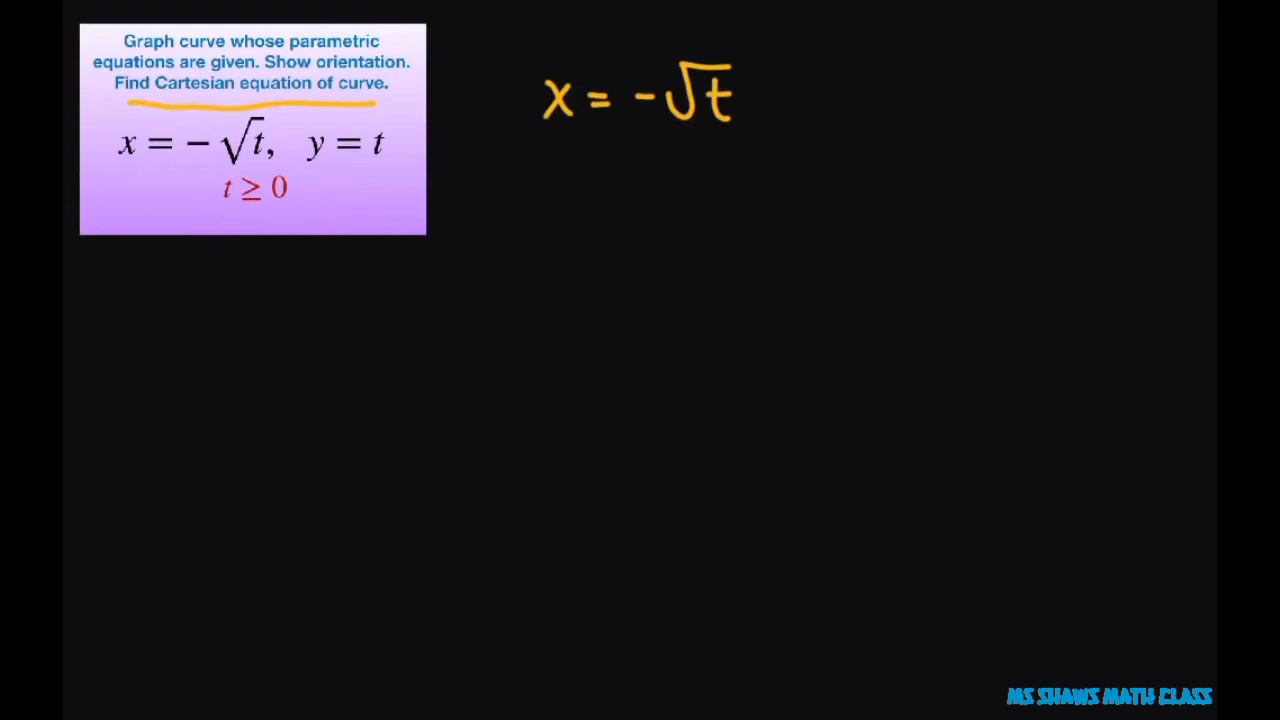 Graph curve whose parametric
equations are given. Show orientation.
Find Cartesian equation of curve.
x = − √t, y = t
t ≥ 0
x = -√t
MS SHAWS MATH CLASS